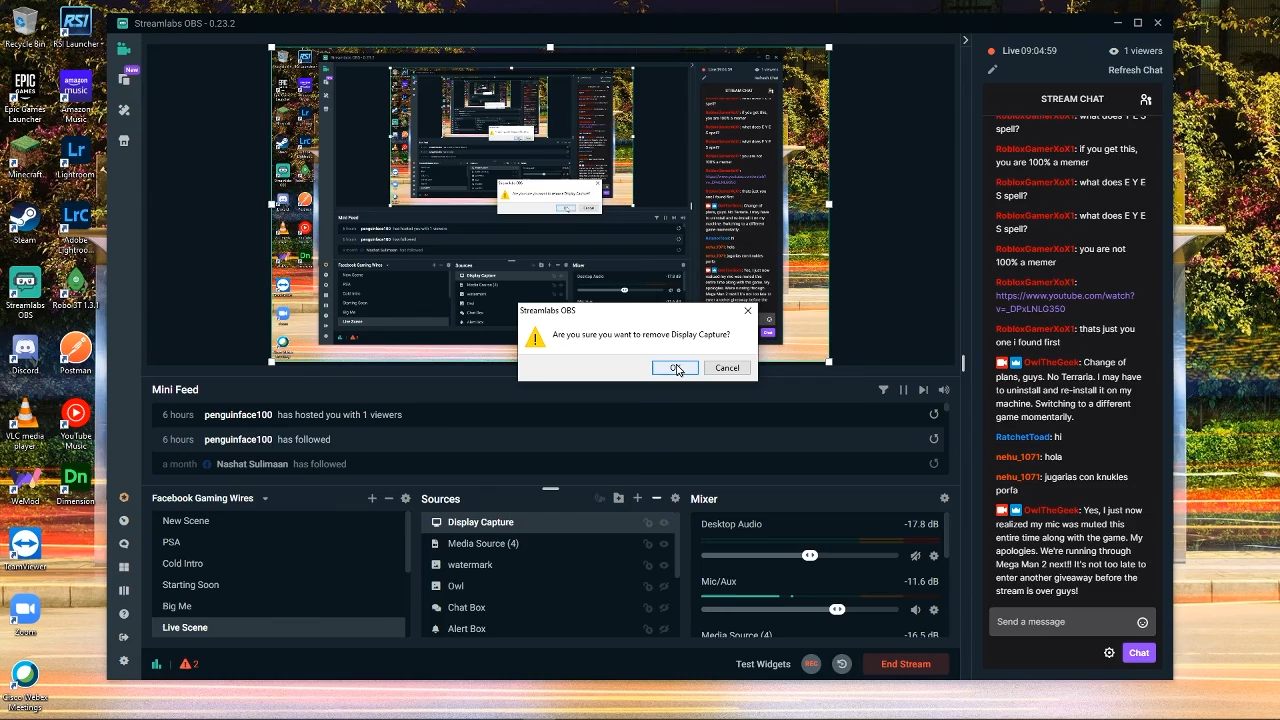 Recycle Bin
RSI Launcher
Epic Games
Amazon Music
Lr
Lightroom
LrC
Steam
Adobe Lightroo...
Streamlabs OBS
Robo3T 1.3.1
Discord
Postman
VLC media player
YouTube Music
Dn
WeMod
Dimension
TeamViewer
Zoom
Cisco Webex Meetings
Streamlabs OBS - 0.23.2
New
Streamlabs OBS
Are you sure you want to remove Display Capture?
OK
Cancel
Mini Feed
6 hours penguinface100 has hosted you with 1 viewers
6 hours penguinface100 has followed
a month Nashat Sulimaan has followed
Facebook Gaming Wires
New Scene
PSA
Cold Intro
Starting Soon
Big Me
Live Scene
Sources
Display Capture
Media Source (4)
watermark
Owl
Chat Box
Alert Box
Mixer
Desktop Audio -17.8 dB
Mic/Aux -11.6 dB
Media Source (4) -16.5 dB
2
Test Widgets REC End Stream
Live 09:04:59 1 viewers
Refresh Chat
STREAM CHAT
RobloxGamerXoX1: what does E Y E
S spell?
RobloxGamerXoX1: if you get this,
you are 100% a memer
RobloxGamerXoX1: what does E Y E
S spell?
RobloxGamerXoX1: what does E Y E
S spell?
RobloxGamerXoX1: you are not
100% a memer
RobloxGamerXoX1:
https://www.youtube.com/watch?
v=_DPxLNLG350
RobloxGamerXoX1: thats just you
one i found first
OwlTheGeek: Change of
plans, guys. No Terraria. I may have
to uninstall and re-install it on my
machine. Switching to a different
game momentarily.
RatchetToad: hi
nehu_1071: hola
nehu_1071: jugarias con knukles
porfa
OwlTheGeek: Yes, I just now
realized my mic was muted this
entire time along with the game. My
apologies. We're running through
Mega Man 2 next!! It's not too late to
enter another giveaway before the
stream is over guys!
Send a message
Chat